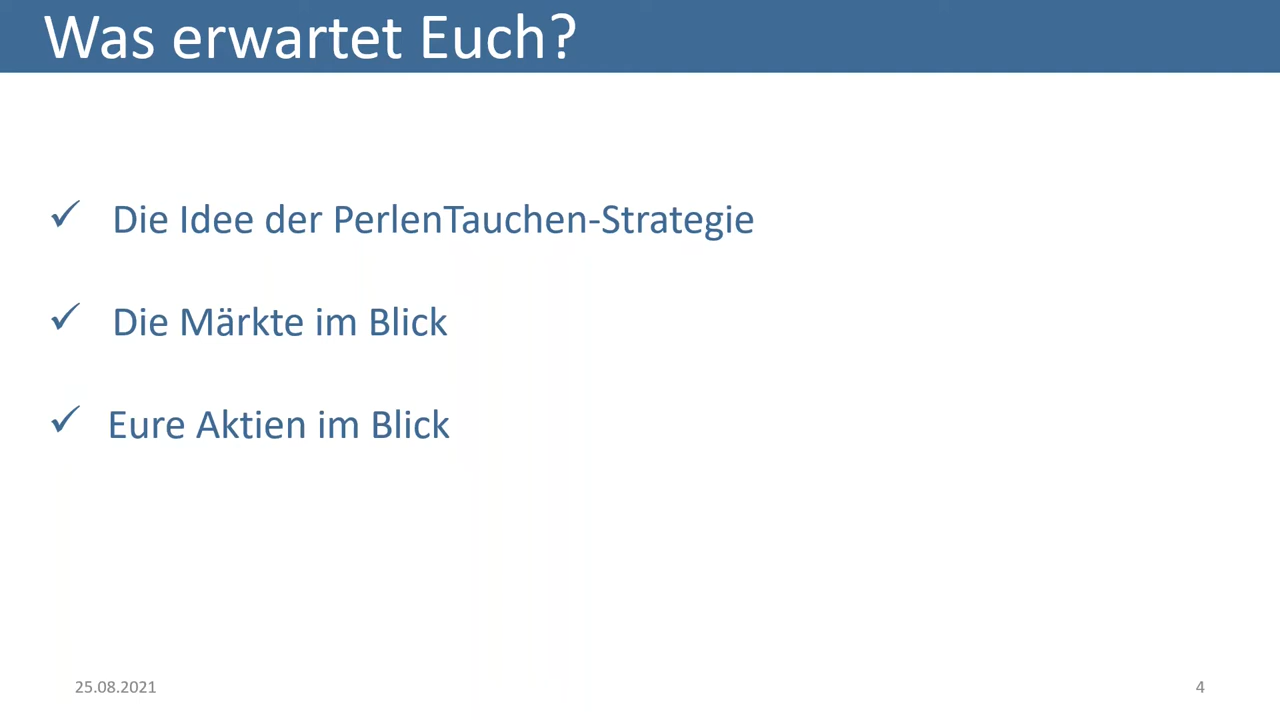 Was erwartet Euch?
✓ Die Idee der PerlenTauchen-Strategie
✓ Die Märkte im Blick
✓ Eure Aktien im Blick
25.08.2021
4